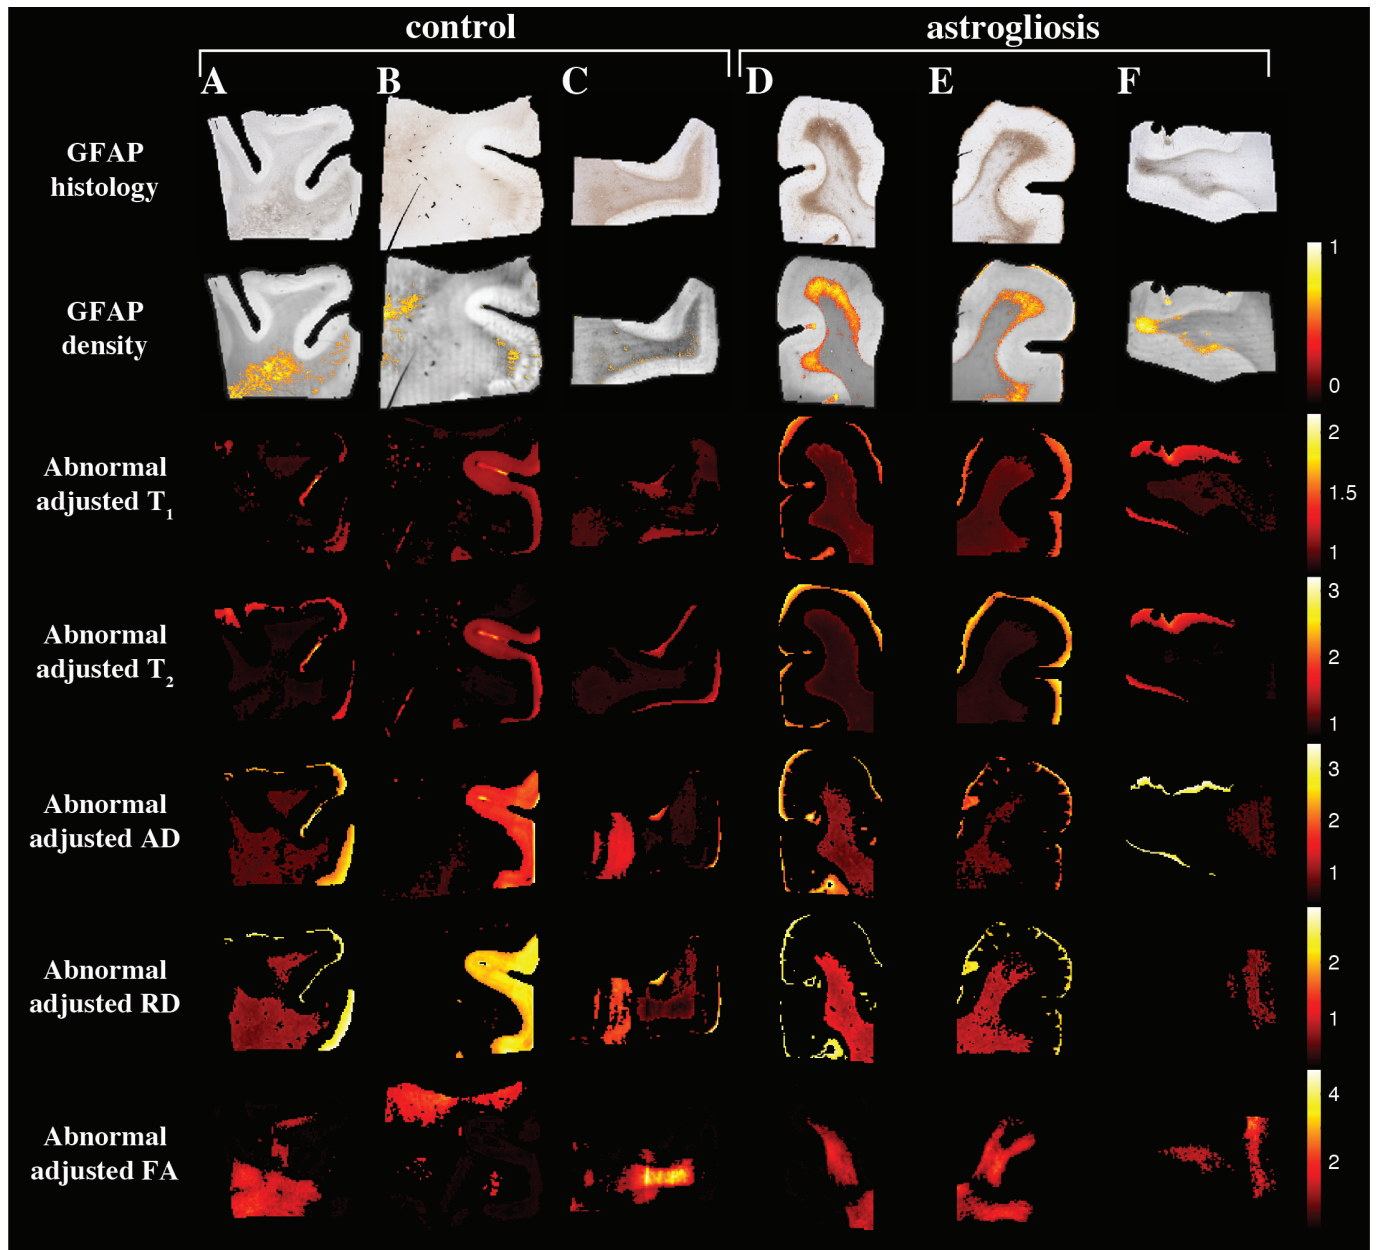 control astrogliosis
A B C D E F
GFAP
histology
GFAP
density
1
0
Abnormal
adjusted T1
2
1.5
1
Abnormal
adjusted T2
3
2
1
Abnormal
adjusted AD
3
2
1
Abnormal
adjusted RD
2
1
Abnormal
adjusted FA
4
2